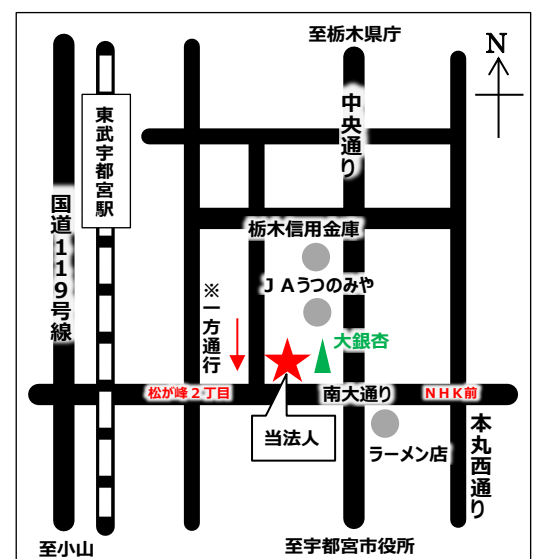 至栃木県庁
N
東武宇都宮駅
中央通り
国道119号線
栃木信用金庫
JAうつのみや
※一方通行
大銀杏
松が峰2丁目
南大通り
NHK前
当法人
ラーメン店
本丸西通り
至小山
至宇都宮市役所